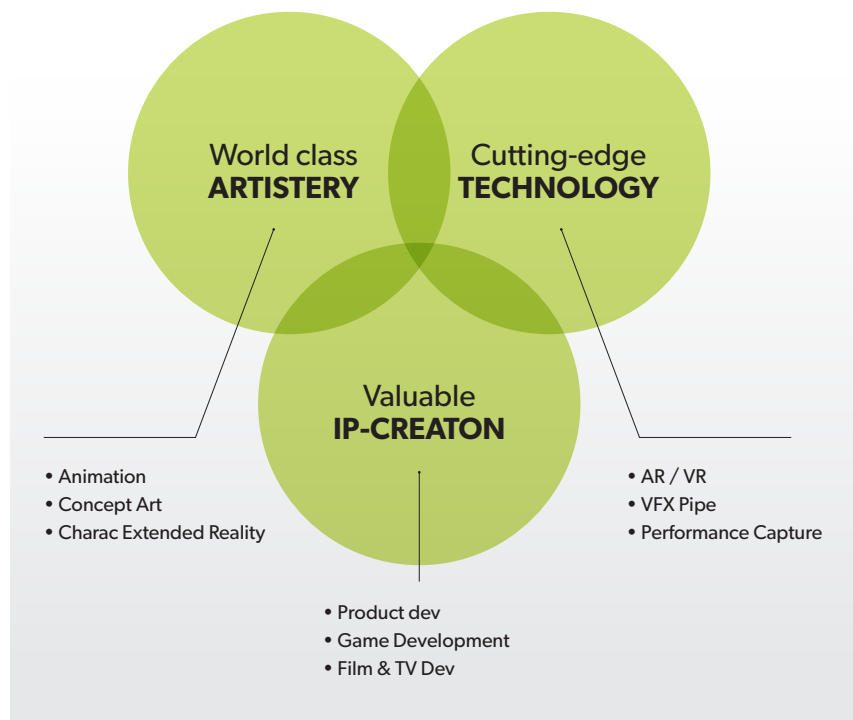 World class
ARTISTERY
Cutting-edge
TECHNOLOGY
Valuable
IP-CREATON
• Animation
• Concept Art
• Charac Extended Reality
• AR / VR
• VFX Pipe
• Performance Capture
• Product dev
• Game Development
• Film & TV Dev